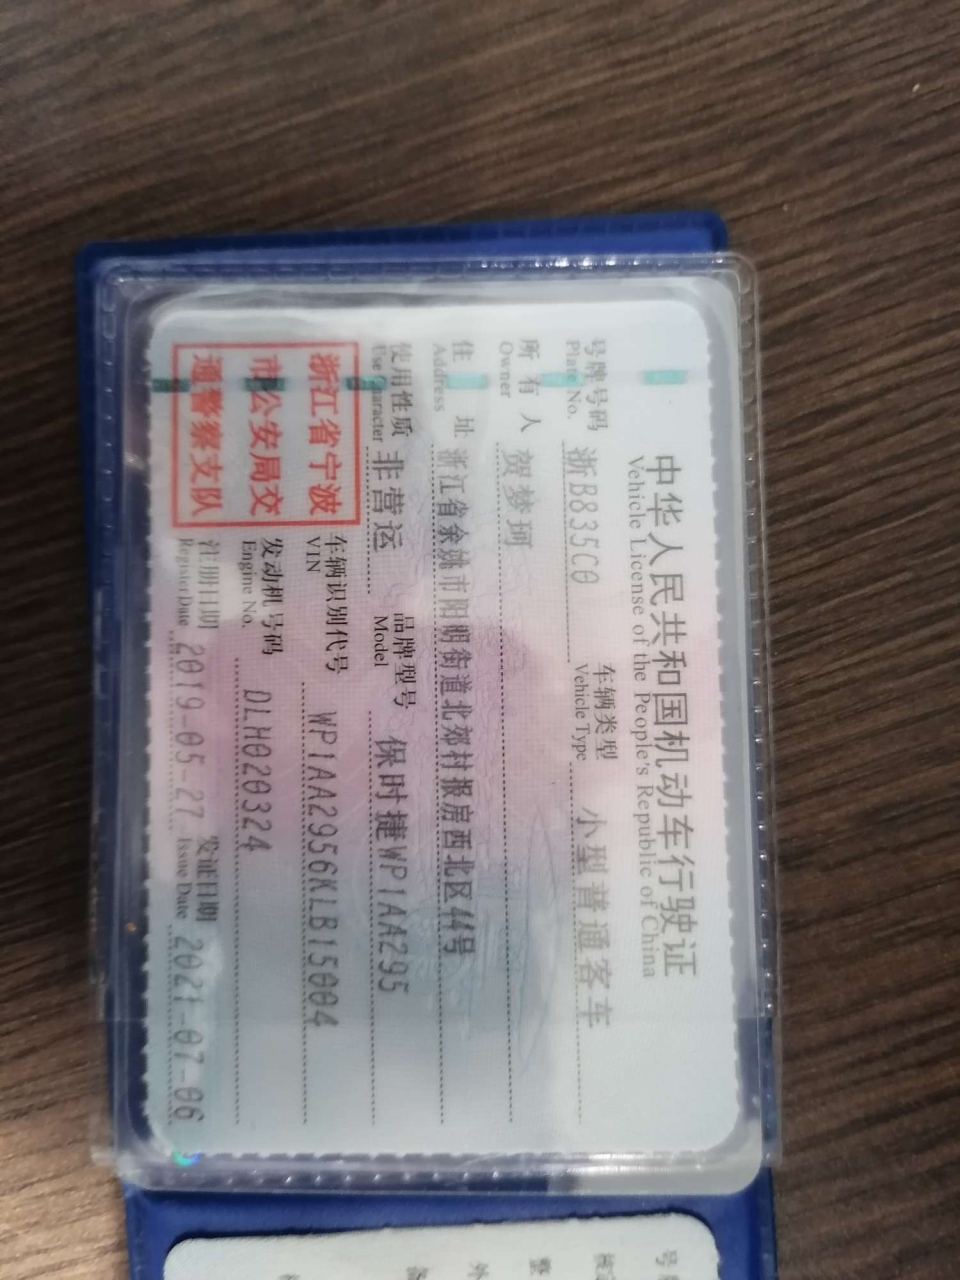 中华人民共和国机动车行驶证
Vehicle License of the People's Republic of China
号牌号码 浙B835C0 车辆类型 小型普通客车
Plate No. Vehicle Type
所有人 贺梦珂
Owner
住址 浙江省余姚市阳明街道北郊村报房西北区44号
Address
使用性质 非营运 品牌型号 保时捷WP1AA295
Use Character Model
浙江省宁波
市公安局交
通警察支队
车辆识别代号 WP1AA2956KLB15004
VIN
发动机号码 DLH020324
Engine No.
注册日期 2019-05-27 发证日期 2021-07-06
Register Date Issue Date